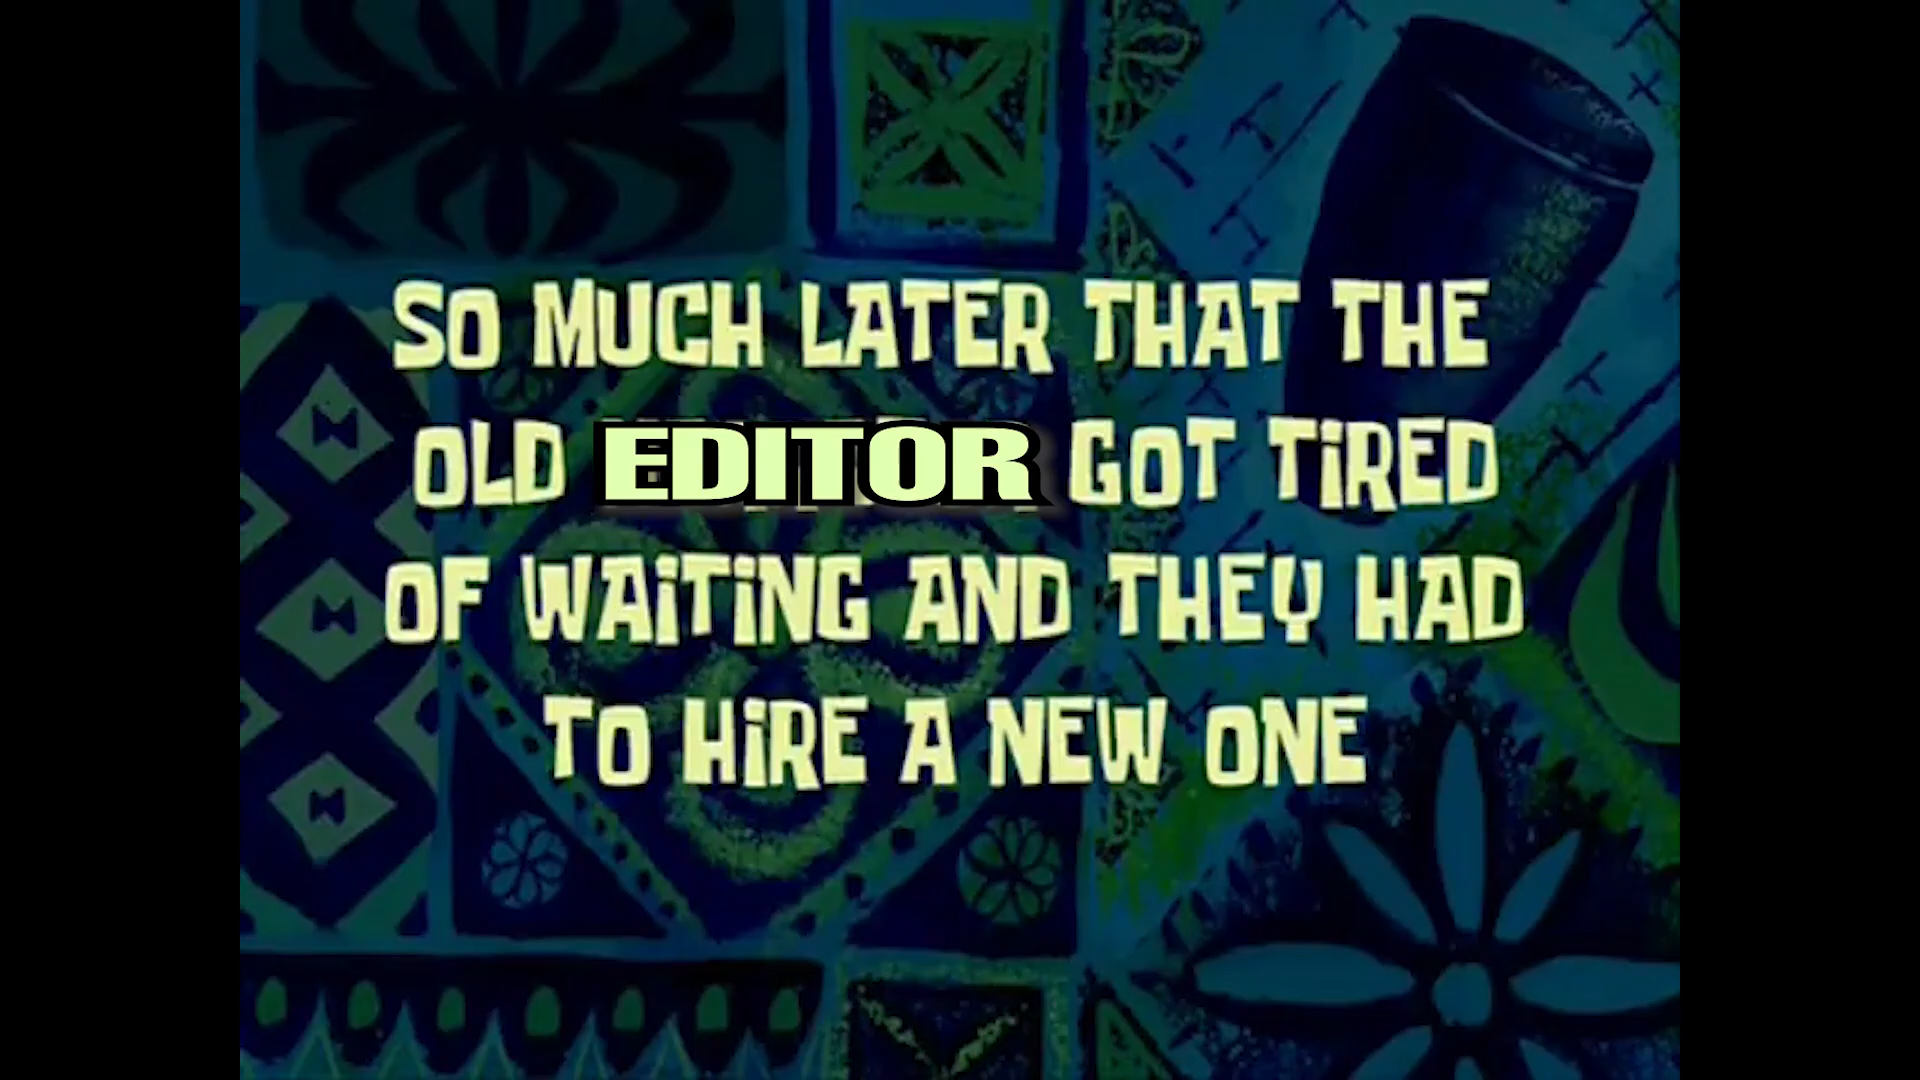 SO MUCH LATER THAT THE
OLD EDITOR GOT TiRED
OF WAiTiNG AND THEY HAD
TO HiRE A NEW ONE